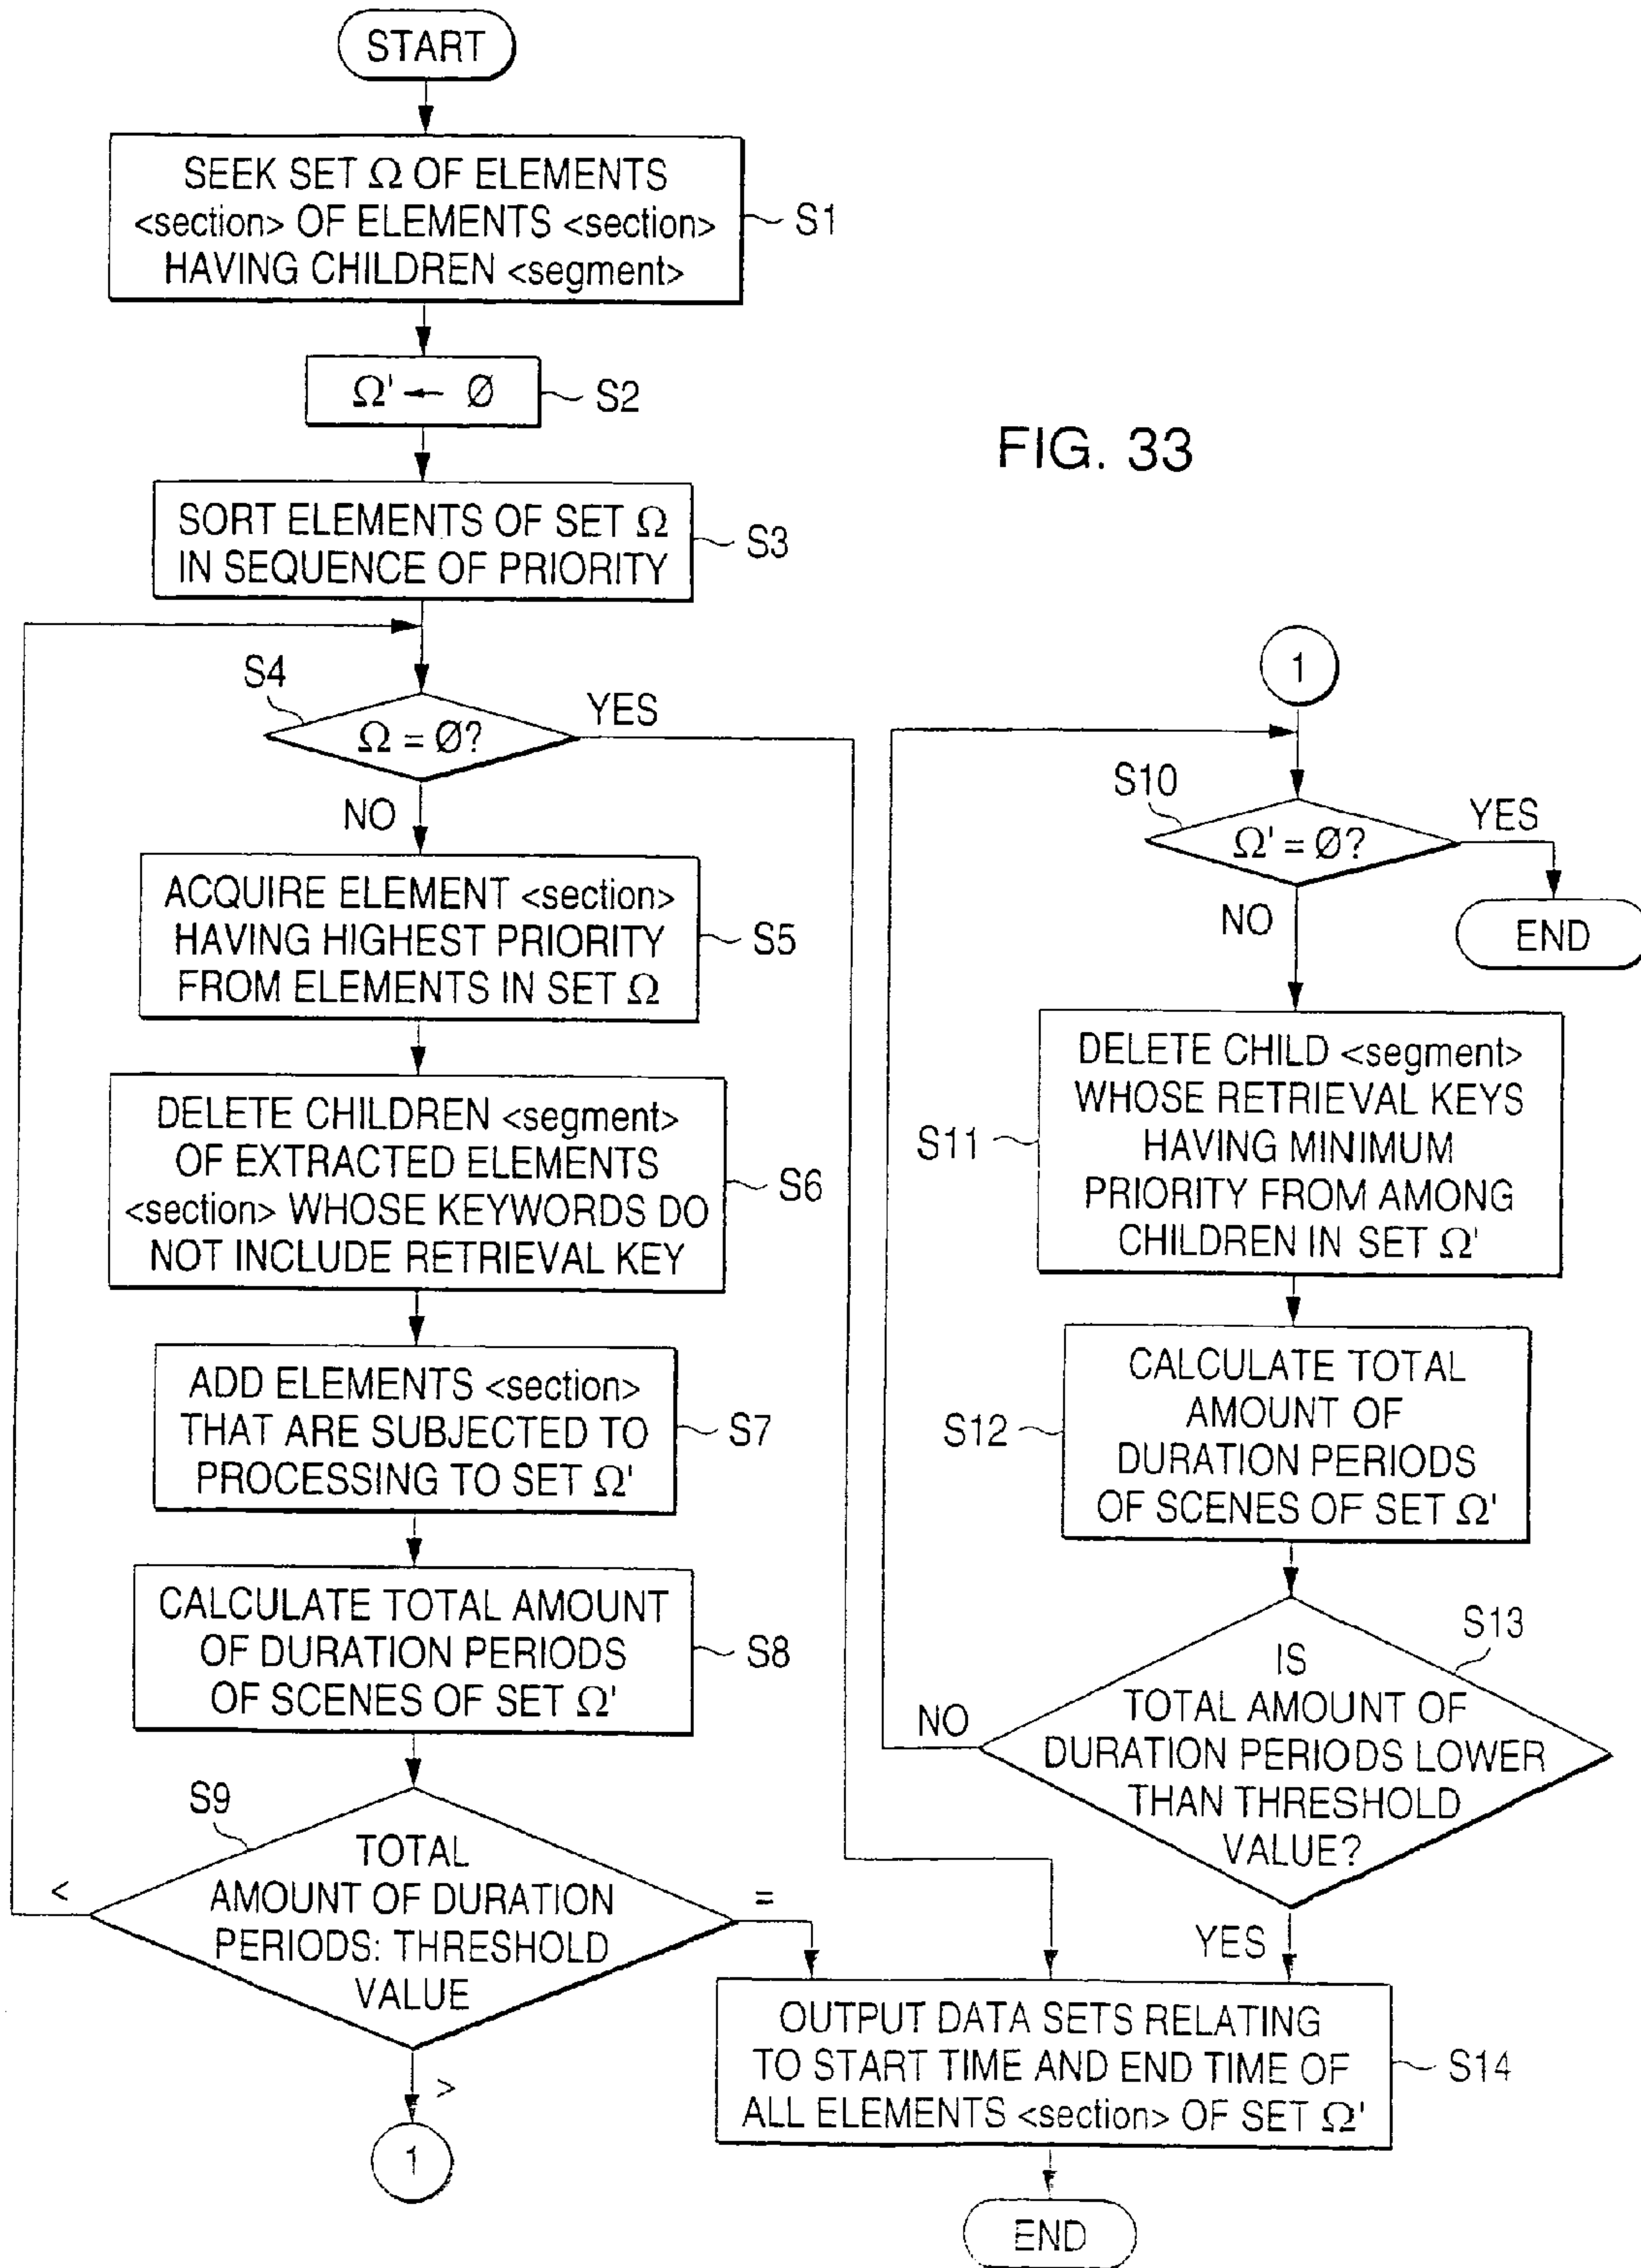 START
SEEK SET Ω OF ELEMENTS
<section> OF ELEMENTS <section>
HAVING CHILDREN <segment>
S1
Ω' ← Ø
S2
SORT ELEMENTS OF SET Ω
IN SEQUENCE OF PRIORITY
S3
S4
Ω = Ø?
YES
NO
ACQUIRE ELEMENT <section>
HAVING HIGHEST PRIORITY
FROM ELEMENTS IN SET Ω
S5
DELETE CHILDREN <segment>
OF EXTRACTED ELEMENTS
<section> WHOSE KEYWORDS DO
NOT INCLUDE RETRIEVAL KEY
S6
ADD ELEMENTS <section>
THAT ARE SUBJECTED TO
PROCESSING TO SET Ω'
S7
CALCULATE TOTAL AMOUNT
OF DURATION PERIODS
OF SCENES OF SET Ω'
S8
S9
TOTAL
AMOUNT OF DURATION
PERIODS: THRESHOLD
VALUE
<
=
>
1
FIG. 33
1
S10
Ω' = Ø?
YES
END
NO
DELETE CHILD <segment>
WHOSE RETRIEVAL KEYS
HAVING MINIMUM
PRIORITY FROM AMONG
CHILDREN IN SET Ω'
S11
CALCULATE TOTAL
AMOUNT OF
DURATION PERIODS
OF SCENES OF SET Ω'
S12
S13
IS
TOTAL AMOUNT OF
DURATION PERIODS LOWER
THAN THRESHOLD
VALUE?
NO
YES
OUTPUT DATA SETS RELATING
TO START TIME AND END TIME OF
ALL ELEMENTS <section> OF SET Ω'
S14
END